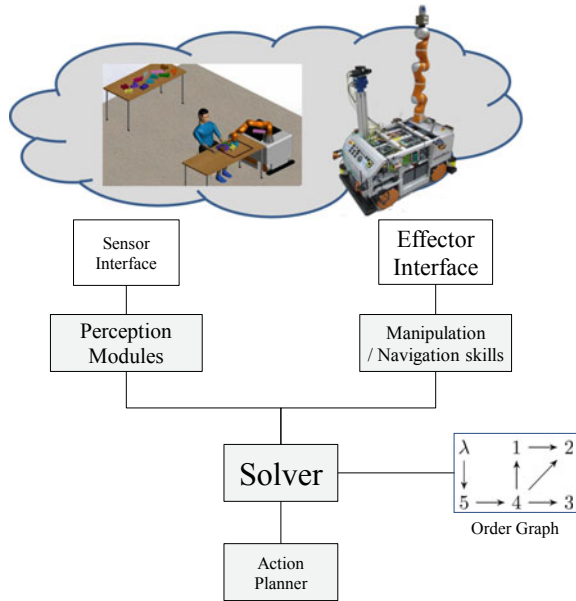 Sensor
Interface
Effector
Interface
Perception
Modules
Manipulation
/ Navigation skills
Solver
λ 1 → 2
↓ ↑ ↗
5 → 4 → 3
Order Graph
Action
Planner